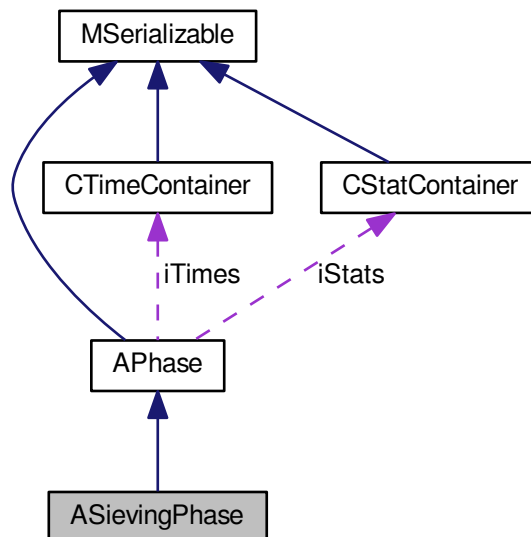 MSerializable
CTimeContainer
CStatContainer
iTimes
iStats
APhase
ASievingPhase